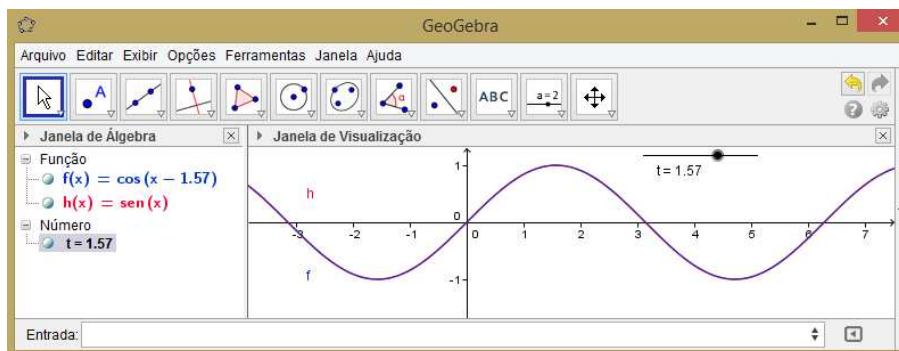 GeoGebra
Arquivo Editar Exibir Opções Ferramentas Janela Ajuda
A
α
ABC
a=2
Janela de Álgebra
Janela de Visualização
Função
f(x) = cos (x − 1.57)
h(x) = sen (x)
Número
t = 1.57
h
f
t = 1.57
1
0
-1
-3 -2 -1 0 1 2 3 4 5 6 7
Entrada: